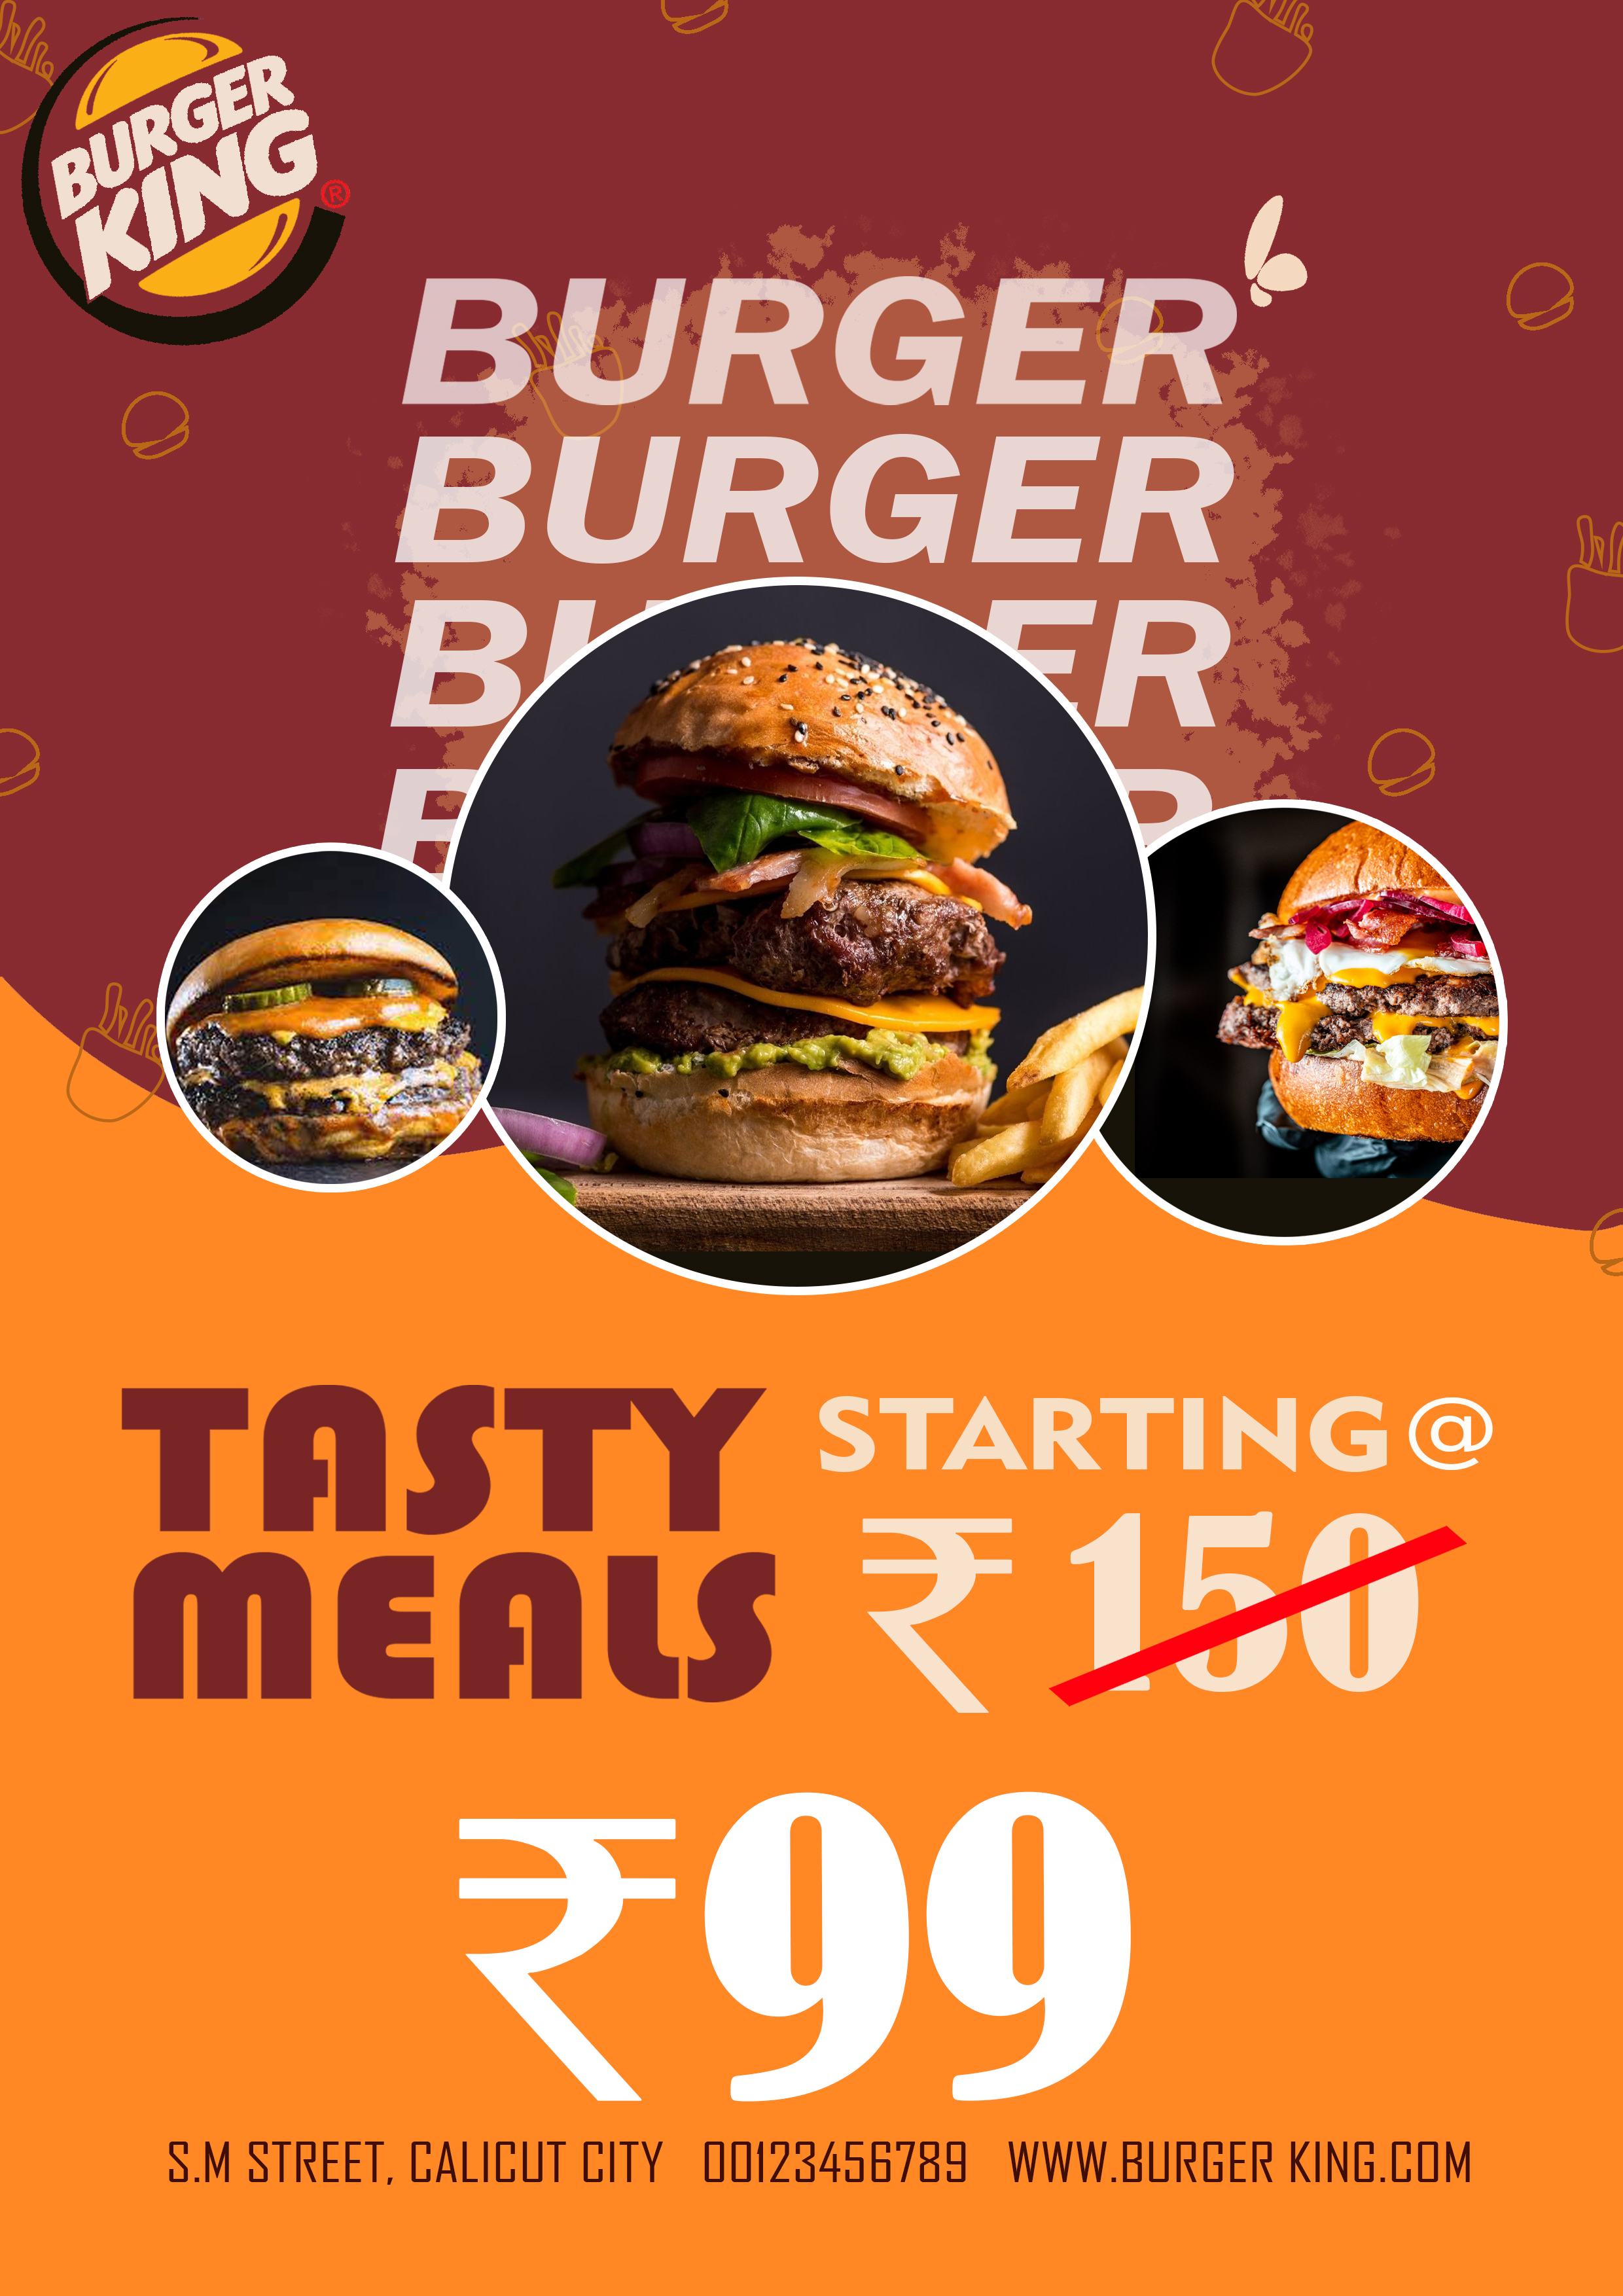 BURGER
KING®
BURGER
BURGER
TASTY
MEALS
STARTING @
₹ 150
₹ 99
S.M STREET, CALICUT CITY 00123456789 WWW.BURGER KING.COM